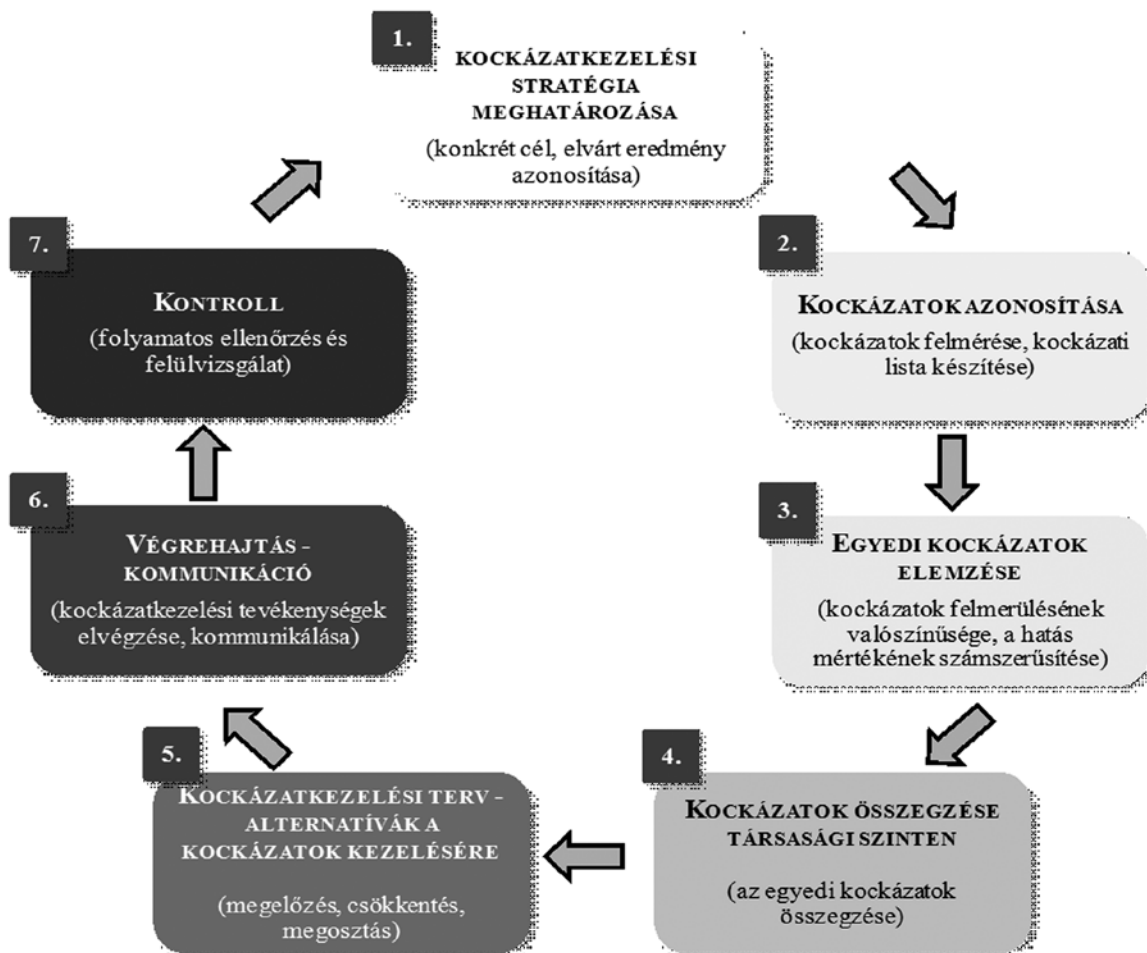 1.
KOCKÁZATKEZELÉSI
STRATÉGIA
MEGHATÁROZÁSA
(konkrét cél, elvárt eredmény
azonosítása)
2.
KOCKÁZATOK AZONOSÍTÁSA
(kockázatok felmérése, kockázati
lista készítése)
3.
EGYEDI KOCKÁZATOK
ELEMZÉSE
(kockázatok felmerülésének
valószínűsége, a hatás
mértékének számszerűsítése)
4.
KOCKÁZATOK ÖSSZEGZÉSE
TÁRSASÁGI SZINTEN
(az egyedi kockázatok
összegzése)
5.
KOCKÁZATKEZELÉSI TERV -
ALTERNATÍVÁK A
KOCKÁZATOK KEZELÉSÉRE
(megelőzés, csökkentés,
megosztás)
6.
VÉGREHAJTÁS -
KOMMUNIKÁCIÓ
(kockázatkezelési tevékenységek
elvégzése, kommunikálása)
7.
KONTROLL
(folyamatos ellenőrzés és
felülvizsgálat)